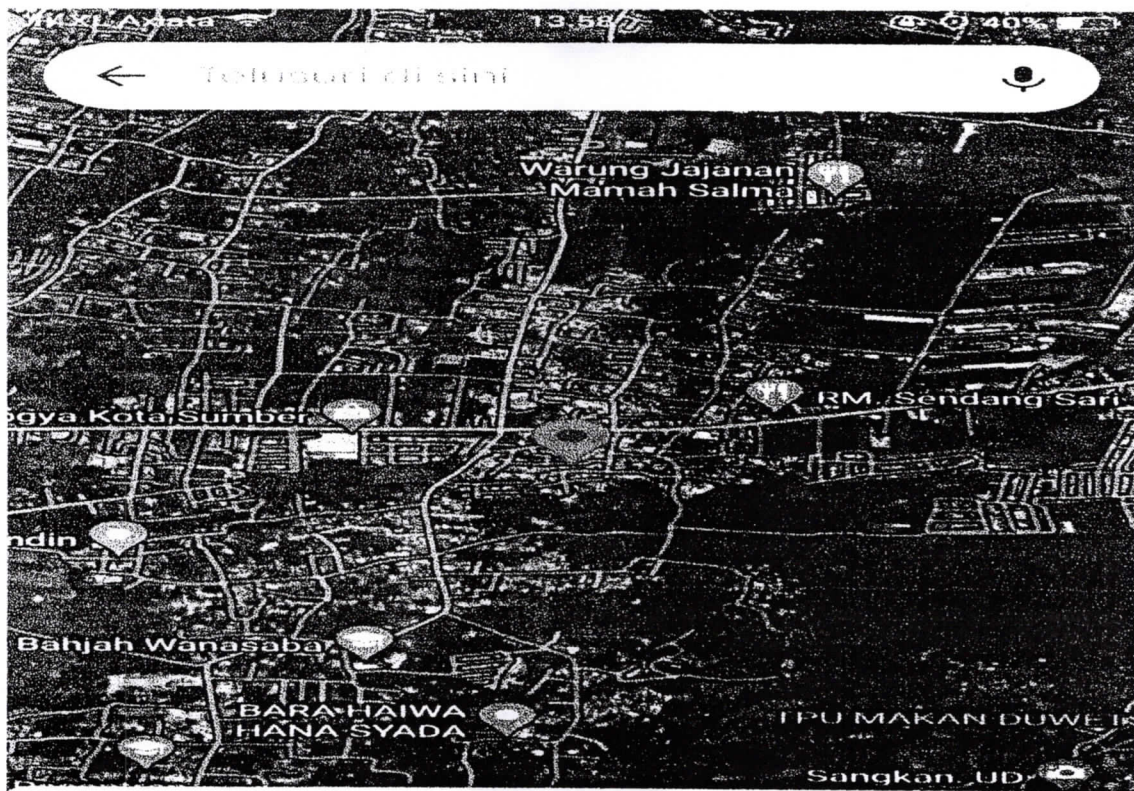 XL Axiata 13.58 40%
Telusuri di sini
Warung Jajanan
Mamah Salma
ogya Kota Sumber
RM. Sendang Sari
ndin
Bahjah Wanasaba
BARA HAIWA
HANA SYADA
TPU MAKAN DUWE
Sangkan, UD